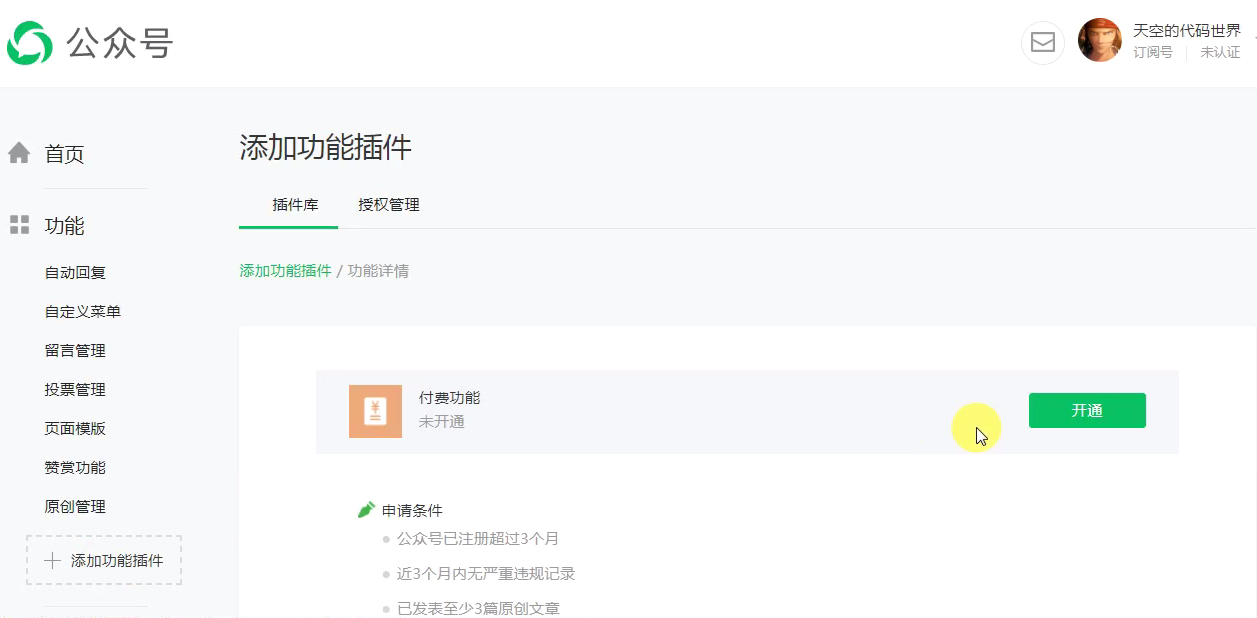 公众号
天空的代码世界
订阅号
未认证
首页
功能
自动回复
自定义菜单
留言管理
投票管理
页面模版
赞赏功能
原创管理
添加功能插件
添加功能插件
插件库
授权管理
添加功能插件 / 功能详情
付费功能
未开通
开通
申请条件
公众号已注册超过3个月
近3个月内无严重违规记录
已发表至少3篇原创文章